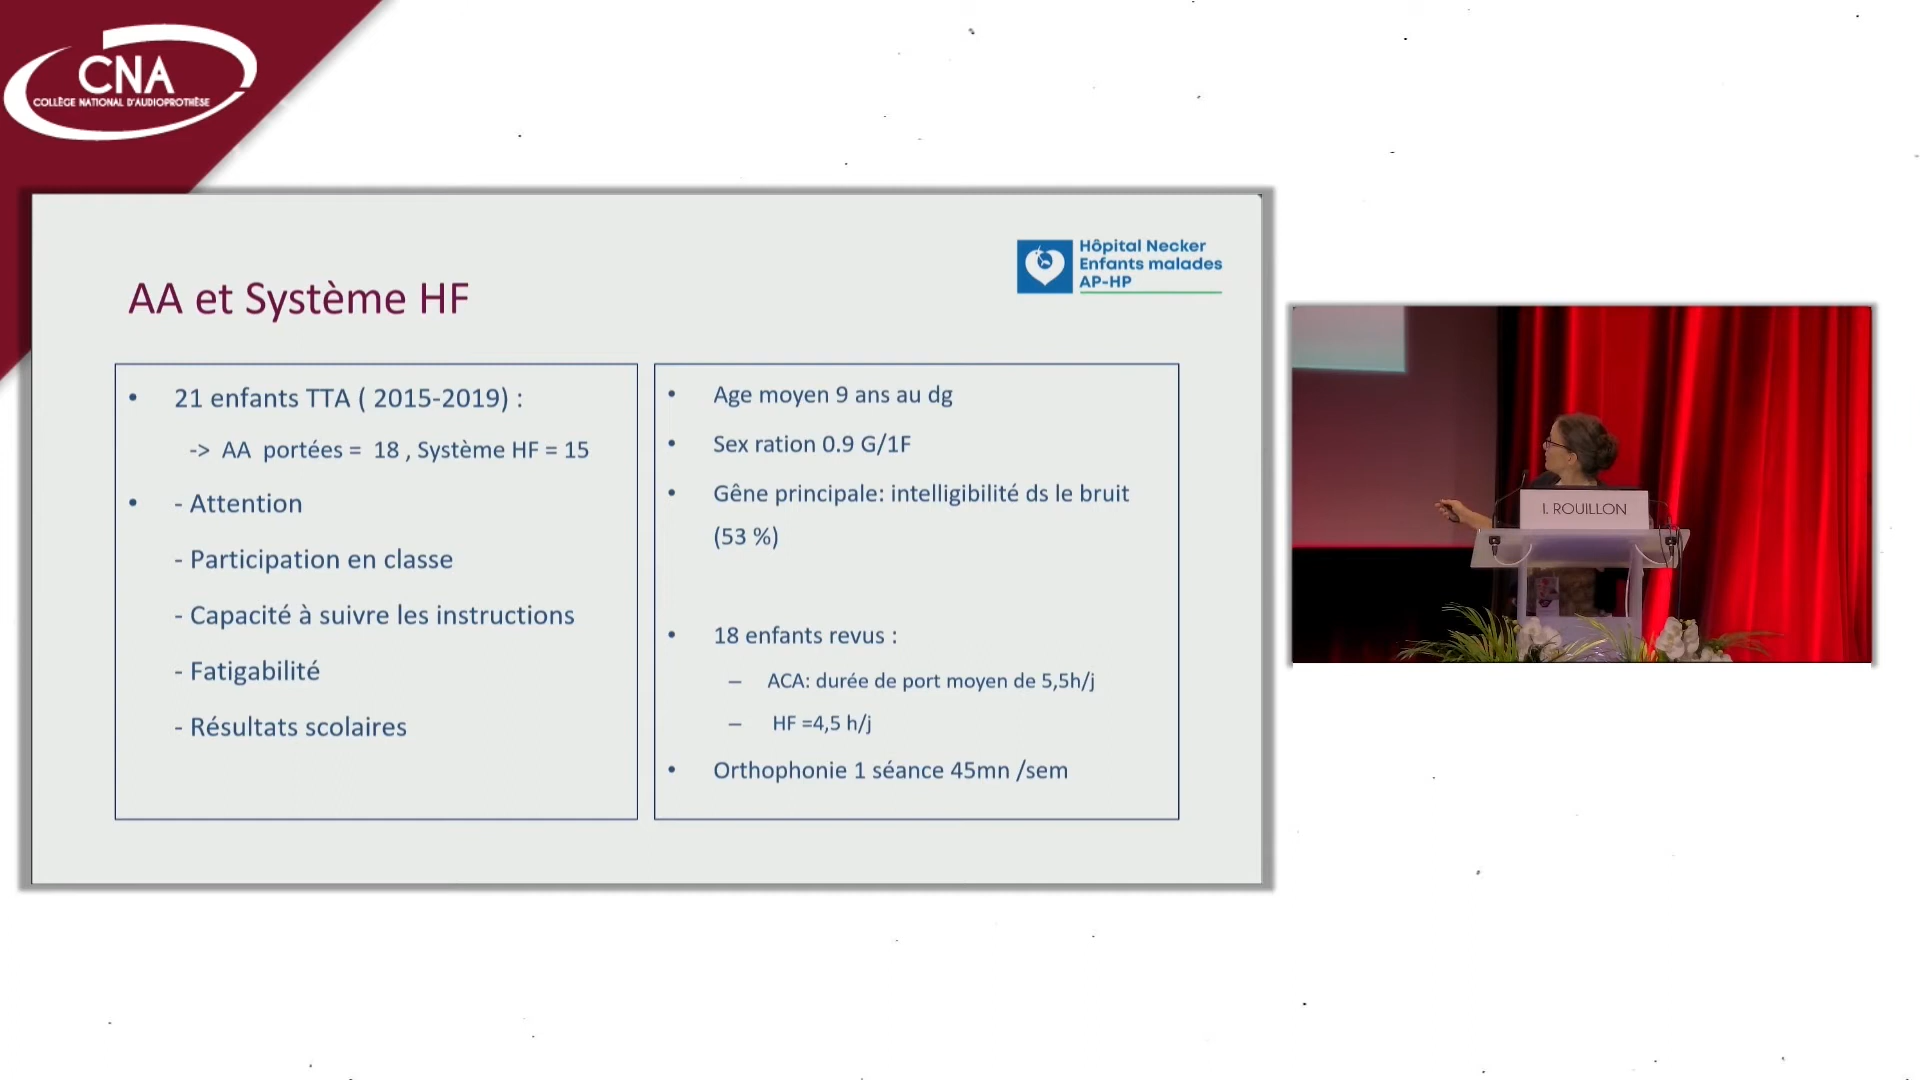 CNA
COLLÈGE NATIONAL D'AUDIOPROTHÈSE
Hôpital Necker
Enfants malades
AP-HP
AA et Système HF
• 21 enfants TTA ( 2015-2019) :
-> AA portées = 18 , Système HF = 15
• - Attention
- Participation en classe
- Capacité à suivre les instructions
- Fatigabilité
- Résultats scolaires
• Age moyen 9 ans au dg
• Sex ration 0.9 G/1F
• Gêne principale: intelligibilité ds le bruit
(53 %)
• 18 enfants revus :
– ACA: durée de port moyen de 5,5h/j
– HF =4,5 h/j
• Orthophonie 1 séance 45mn /sem
I. ROUILLON